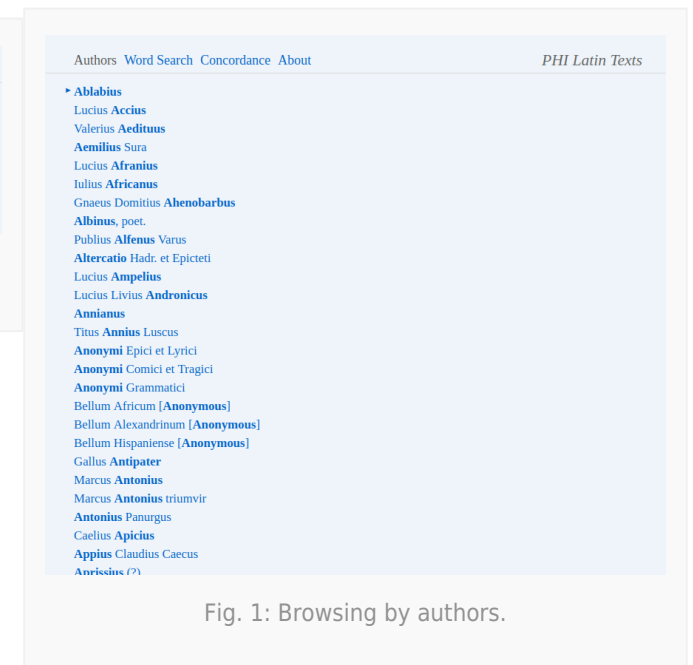 Authors Word Search Concordance About PHI Latin Texts
▸ Ablabius
Lucius Accius
Valerius Aedituus
Aemilius Sura
Lucius Afranius
Iulius Africanus
Gnaeus Domitius Ahenobarbus
Albinus, poet.
Publius Alfenus Varus
Altercatio Hadr. et Epicteti
Lucius Ampelius
Lucius Livius Andronicus
Annianus
Titus Annius Luscus
Anonymi Epici et Lyrici
Anonymi Comici et Tragici
Anonymi Grammatici
Bellum Africum [Anonymous]
Bellum Alexandrinum [Anonymous]
Bellum Hispaniense [Anonymous]
Gallus Antipater
Marcus Antonius
Marcus Antonius triumvir
Antonius Panurgus
Caelius Apicius
Appius Claudius Caecus
Aprissius (?)
Fig. 1: Browsing by authors.